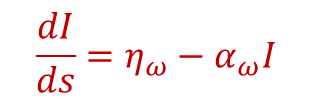 dI/ds = η_ω − α_ω I